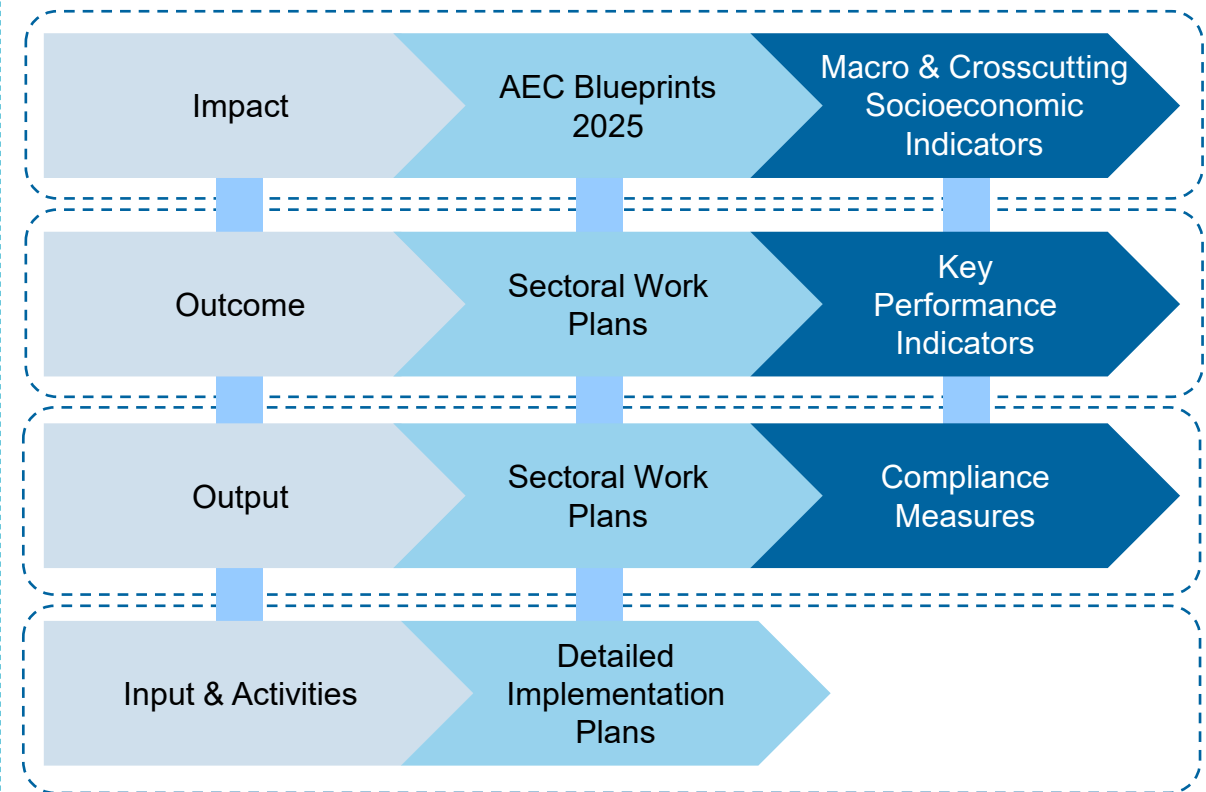 Impact
AEC Blueprints
2025
Macro & Crosscutting
Socioeconomic
Indicators
Outcome
Sectoral Work
Plans
Key
Performance
Indicators
Output
Sectoral Work
Plans
Compliance
Measures
Input & Activities
Detailed
Implementation
Plans